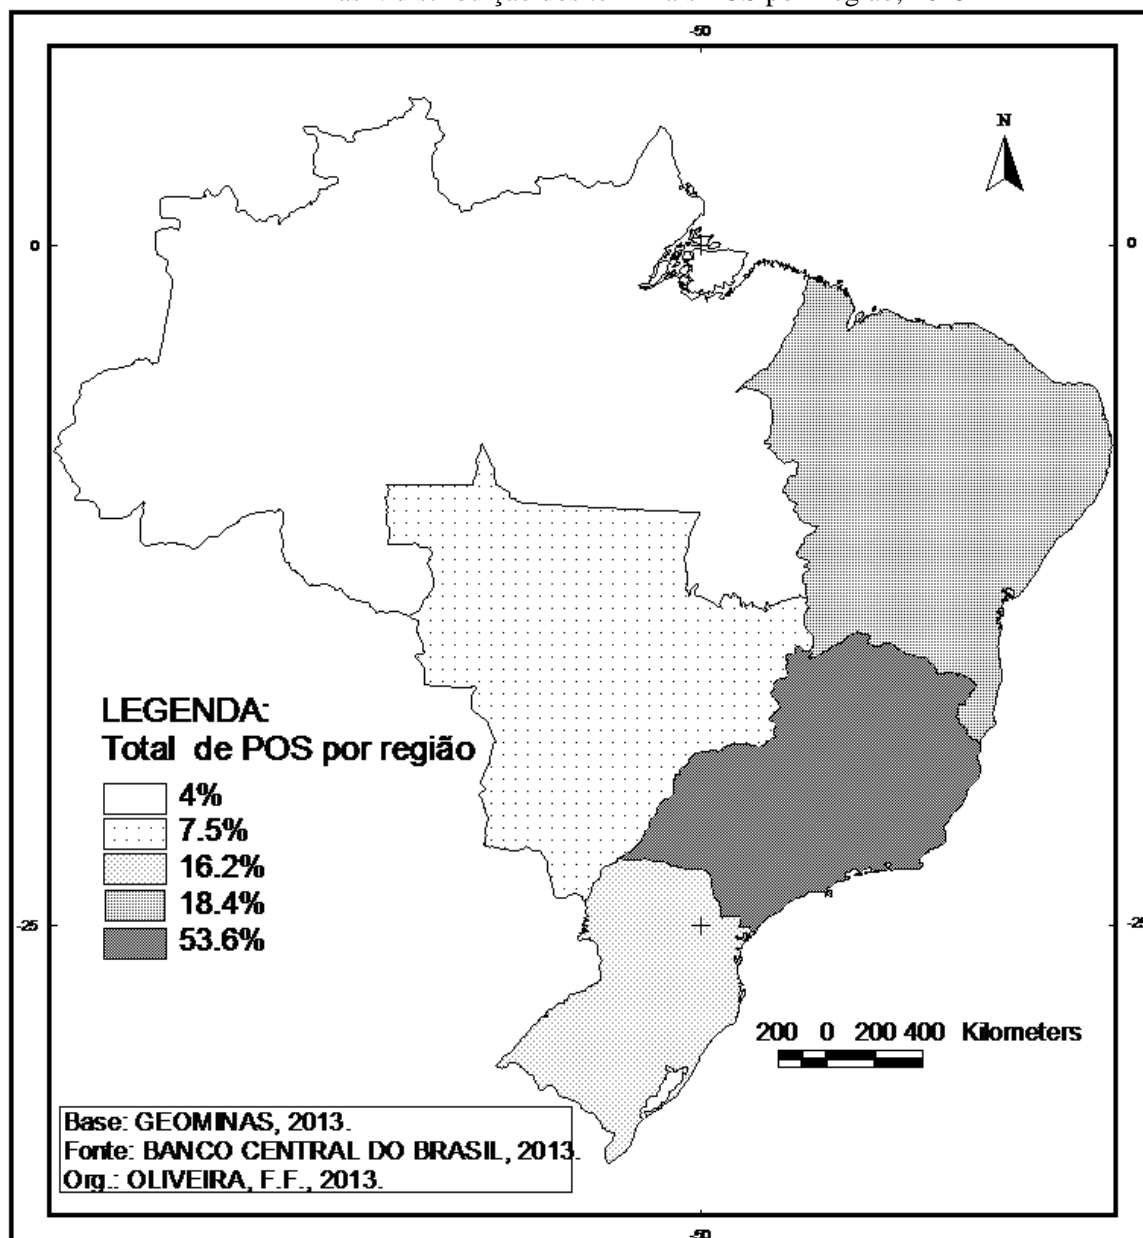 -50
N
0 0
LEGENDA:
Total de POS por região
4%
7.5%
16.2%
18.4%
53.6%
-25
200 0 200 400 Kilometers
Base: GEOMINAS, 2013.
Fonte: BANCO CENTRAL DO BRASIL, 2013.
Org.: OLIVEIRA, F.F., 2013.
-50